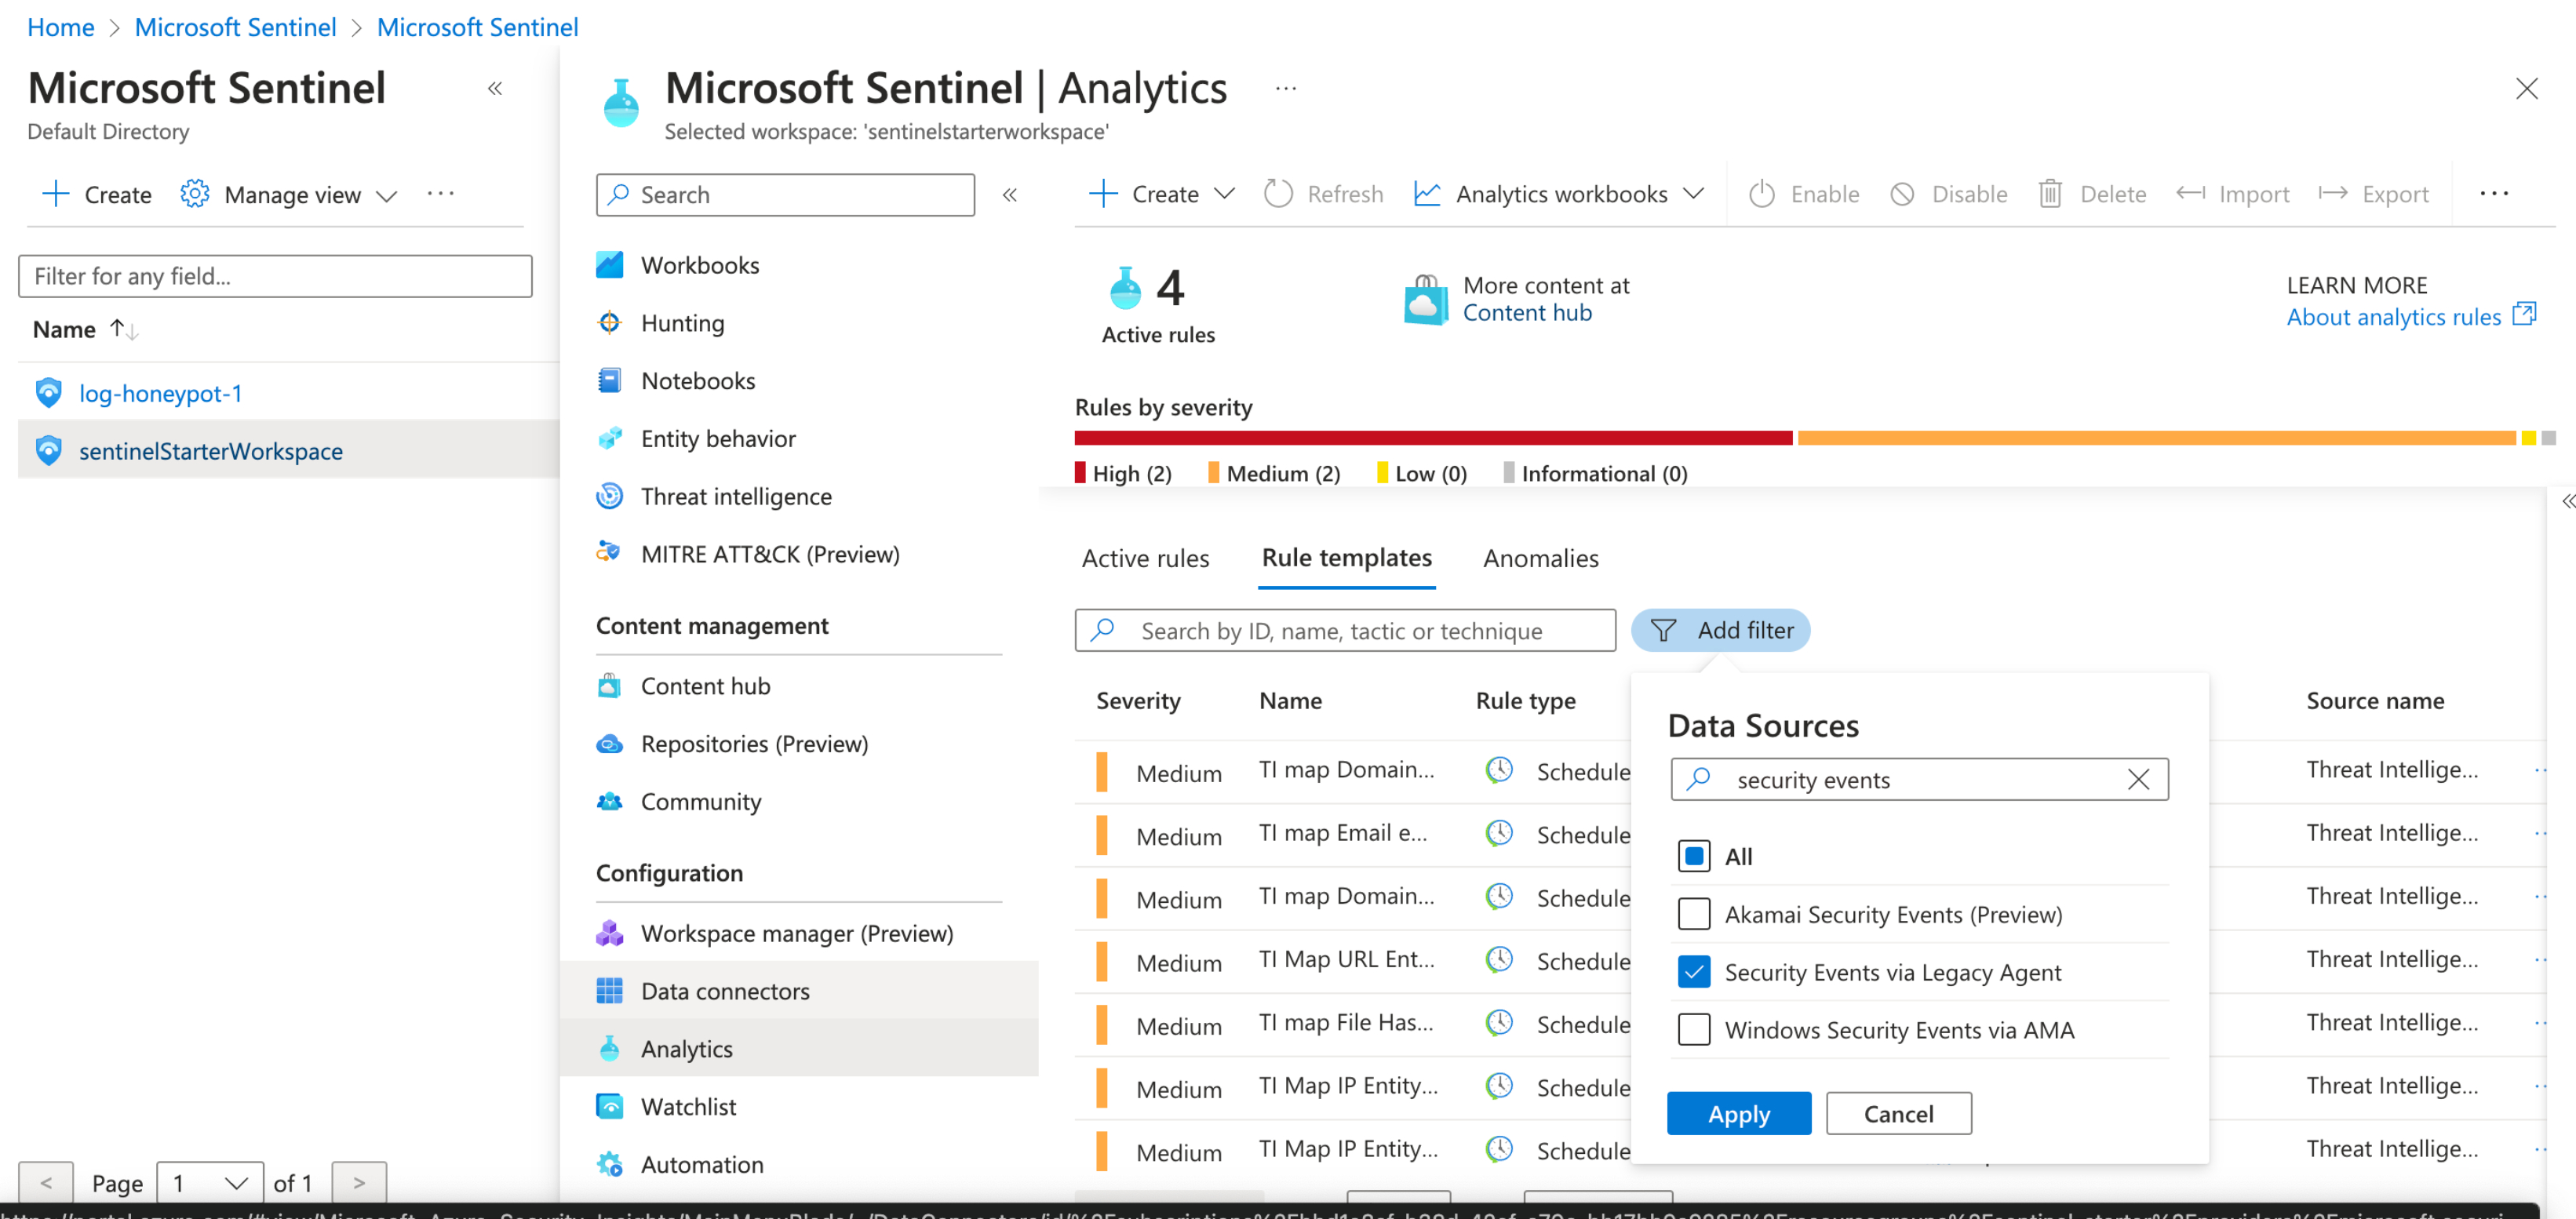 Home > Microsoft Sentinel > Microsoft Sentinel
Microsoft Sentinel
Default Directory
Create
Manage view
Filter for any field...
Name
log-honeypot-1
sentinelStarterWorkspace
< Page 1 of 1 >
Microsoft Sentinel | Analytics
Selected workspace: 'sentinelstarterworkspace'
Search
Workbooks
Hunting
Notebooks
Entity behavior
Threat intelligence
MITRE ATT&CK (Preview)
Content management
Content hub
Repositories (Preview)
Community
Configuration
Workspace manager (Preview)
Data connectors
Analytics
Watchlist
Automation
Create Refresh Analytics workbooks Enable Disable Delete Import Export
4
Active rules
More content at
Content hub
LEARN MORE
About analytics rules
Rules by severity
High (2) Medium (2) Low (0) Informational (0)
Active rules Rule templates Anomalies
Search by ID, name, tactic or technique
Add filter
Severity Name Rule type Source name
Medium TI map Domain... Schedule Threat Intellige...
Medium TI map Email e... Schedule Threat Intellige...
Medium TI map Domain... Schedule Threat Intellige...
Medium TI Map URL Ent... Schedule Threat Intellige...
Medium TI map File Has... Schedule Threat Intellige...
Medium TI Map IP Entity... Schedule Threat Intellige...
Medium TI Map IP Entity... Schedule Threat Intellige...
Data Sources
security events
All
Akamai Security Events (Preview)
Security Events via Legacy Agent
Windows Security Events via AMA
Apply Cancel